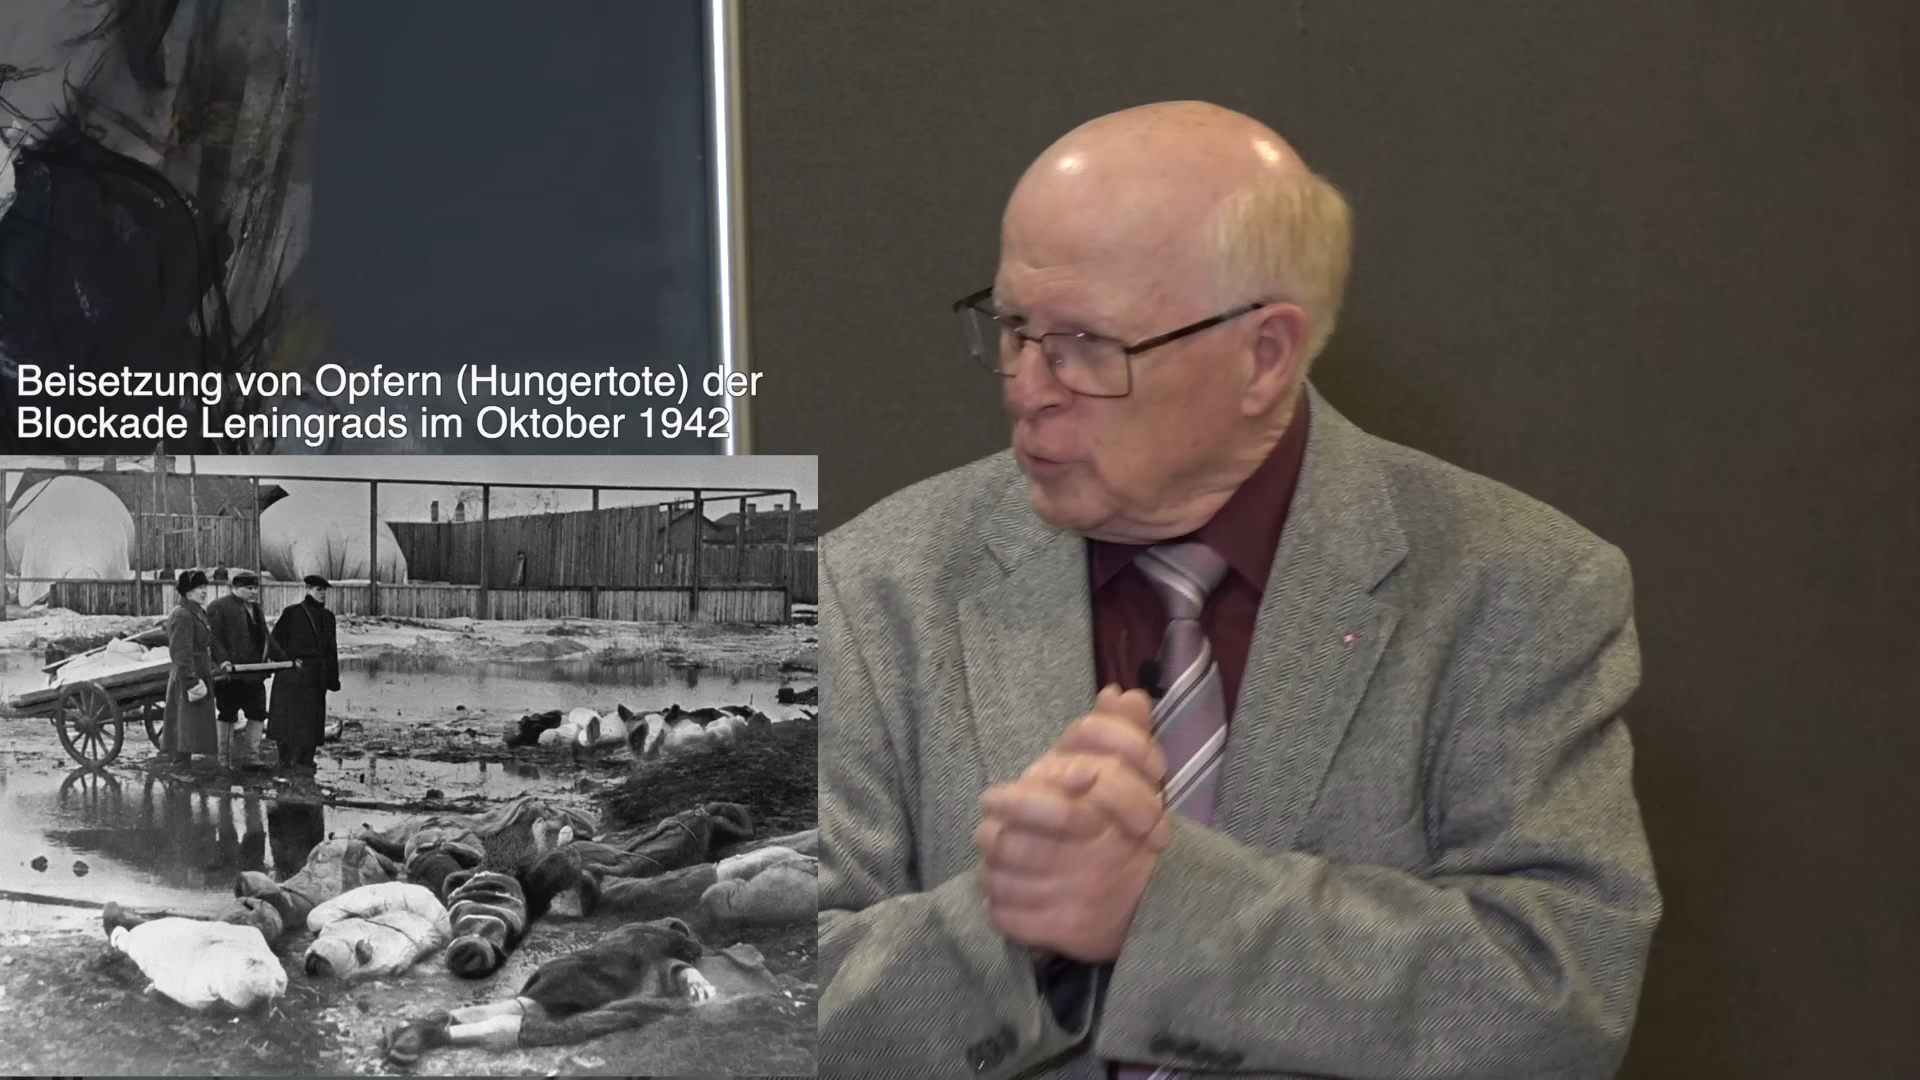 Beisetzung von Opfern (Hungertote) der
Blockade Leningrads im Oktober 1942